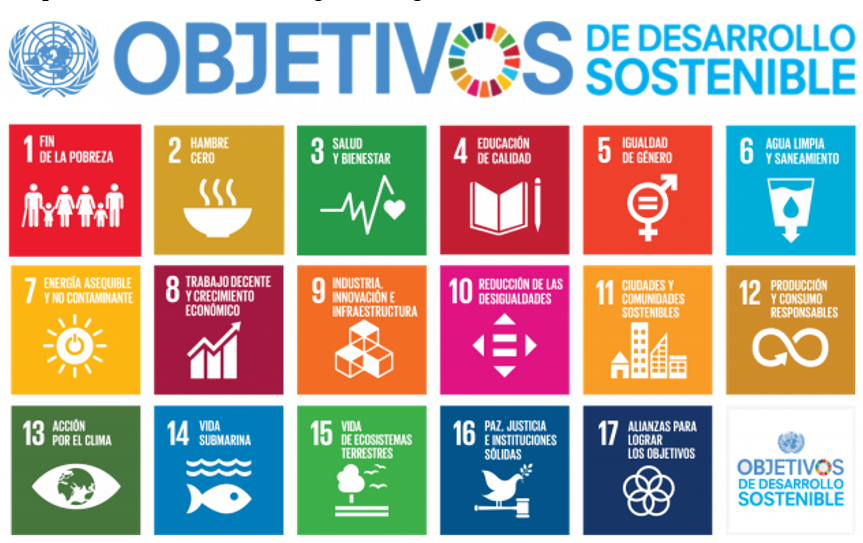 OBJETIVOS
DE DESARROLLO
SOSTENIBLE
1 FIN
DE LA POBREZA
2 HAMBRE
CERO
3 SALUD
Y BIENESTAR
4 EDUCACIÓN
DE CALIDAD
5 IGUALDAD
DE GÉNERO
6 AGUA LIMPIA
Y SANEAMIENTO
7 ENERGÍA ASEQUIBLE
Y NO CONTAMINANTE
8 TRABAJO DECENTE
Y CRECIMIENTO
ECONÓMICO
9 INDUSTRIA,
INNOVACIÓN E
INFRAESTRUCTURA
10 REDUCCIÓN DE LAS
DESIGUALDADES
11 CIUDADES Y
COMUNIDADES
SOSTENIBLES
12 PRODUCCIÓN
Y CONSUMO
RESPONSABLES
13 ACCIÓN
POR EL CLIMA
14 VIDA
SUBMARINA
15 VIDA
DE ECOSISTEMAS
TERRESTRES
16 PAZ, JUSTICIA
E INSTITUCIONES
SÓLIDAS
17 ALIANZAS PARA
LOGRAR
LOS OBJETIVOS
OBJETIVOS
DE DESARROLLO
SOSTENIBLE